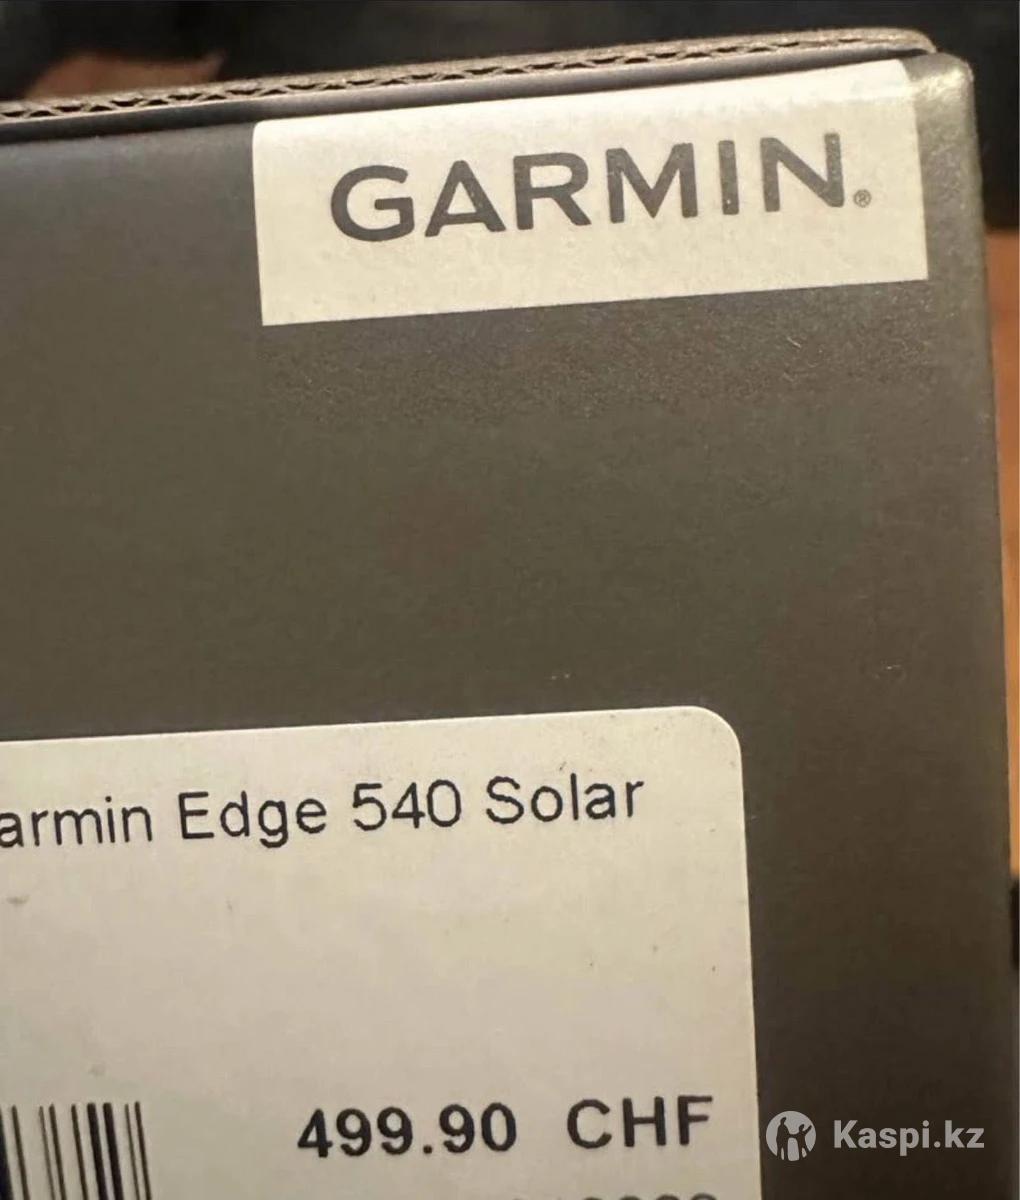 GARMIN®
armin Edge 540 Solar
499.90 CHF
Kaspi.kz